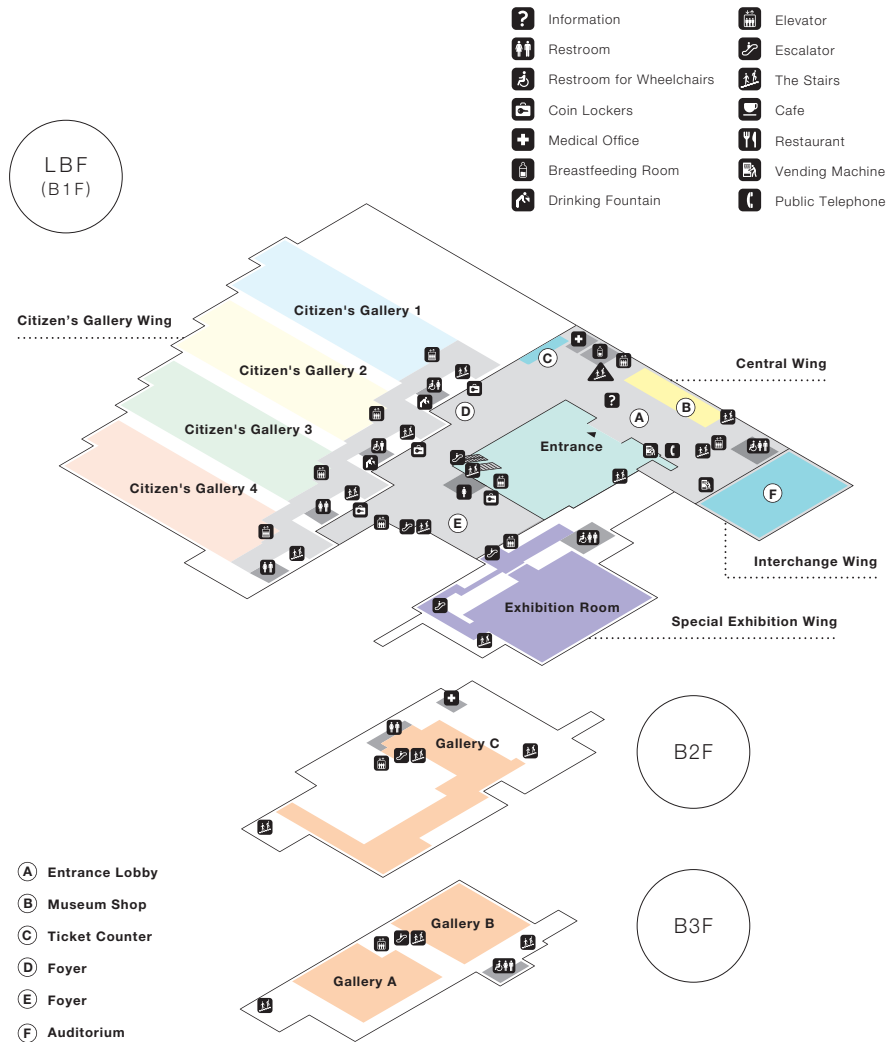 ? Information
Restroom
Restroom for Wheelchairs
Coin Lockers
Medical Office
Breastfeeding Room
Drinking Fountain
Elevator
Escalator
The Stairs
Cafe
Restaurant
Vending Machine
Public Telephone
LBF
(B1F)
Citizen's Gallery 1
Citizen’s Gallery Wing
Citizen's Gallery 2
Citizen's Gallery 3
Citizen's Gallery 4
C
Central Wing
D
?
A
B
Entrance
F
E
Interchange Wing
Exhibition Room
Special Exhibition Wing
Gallery C
B2F
A Entrance Lobby
B Museum Shop
C Ticket Counter
D Foyer
E Foyer
F Auditorium
Gallery B
Gallery A
B3F